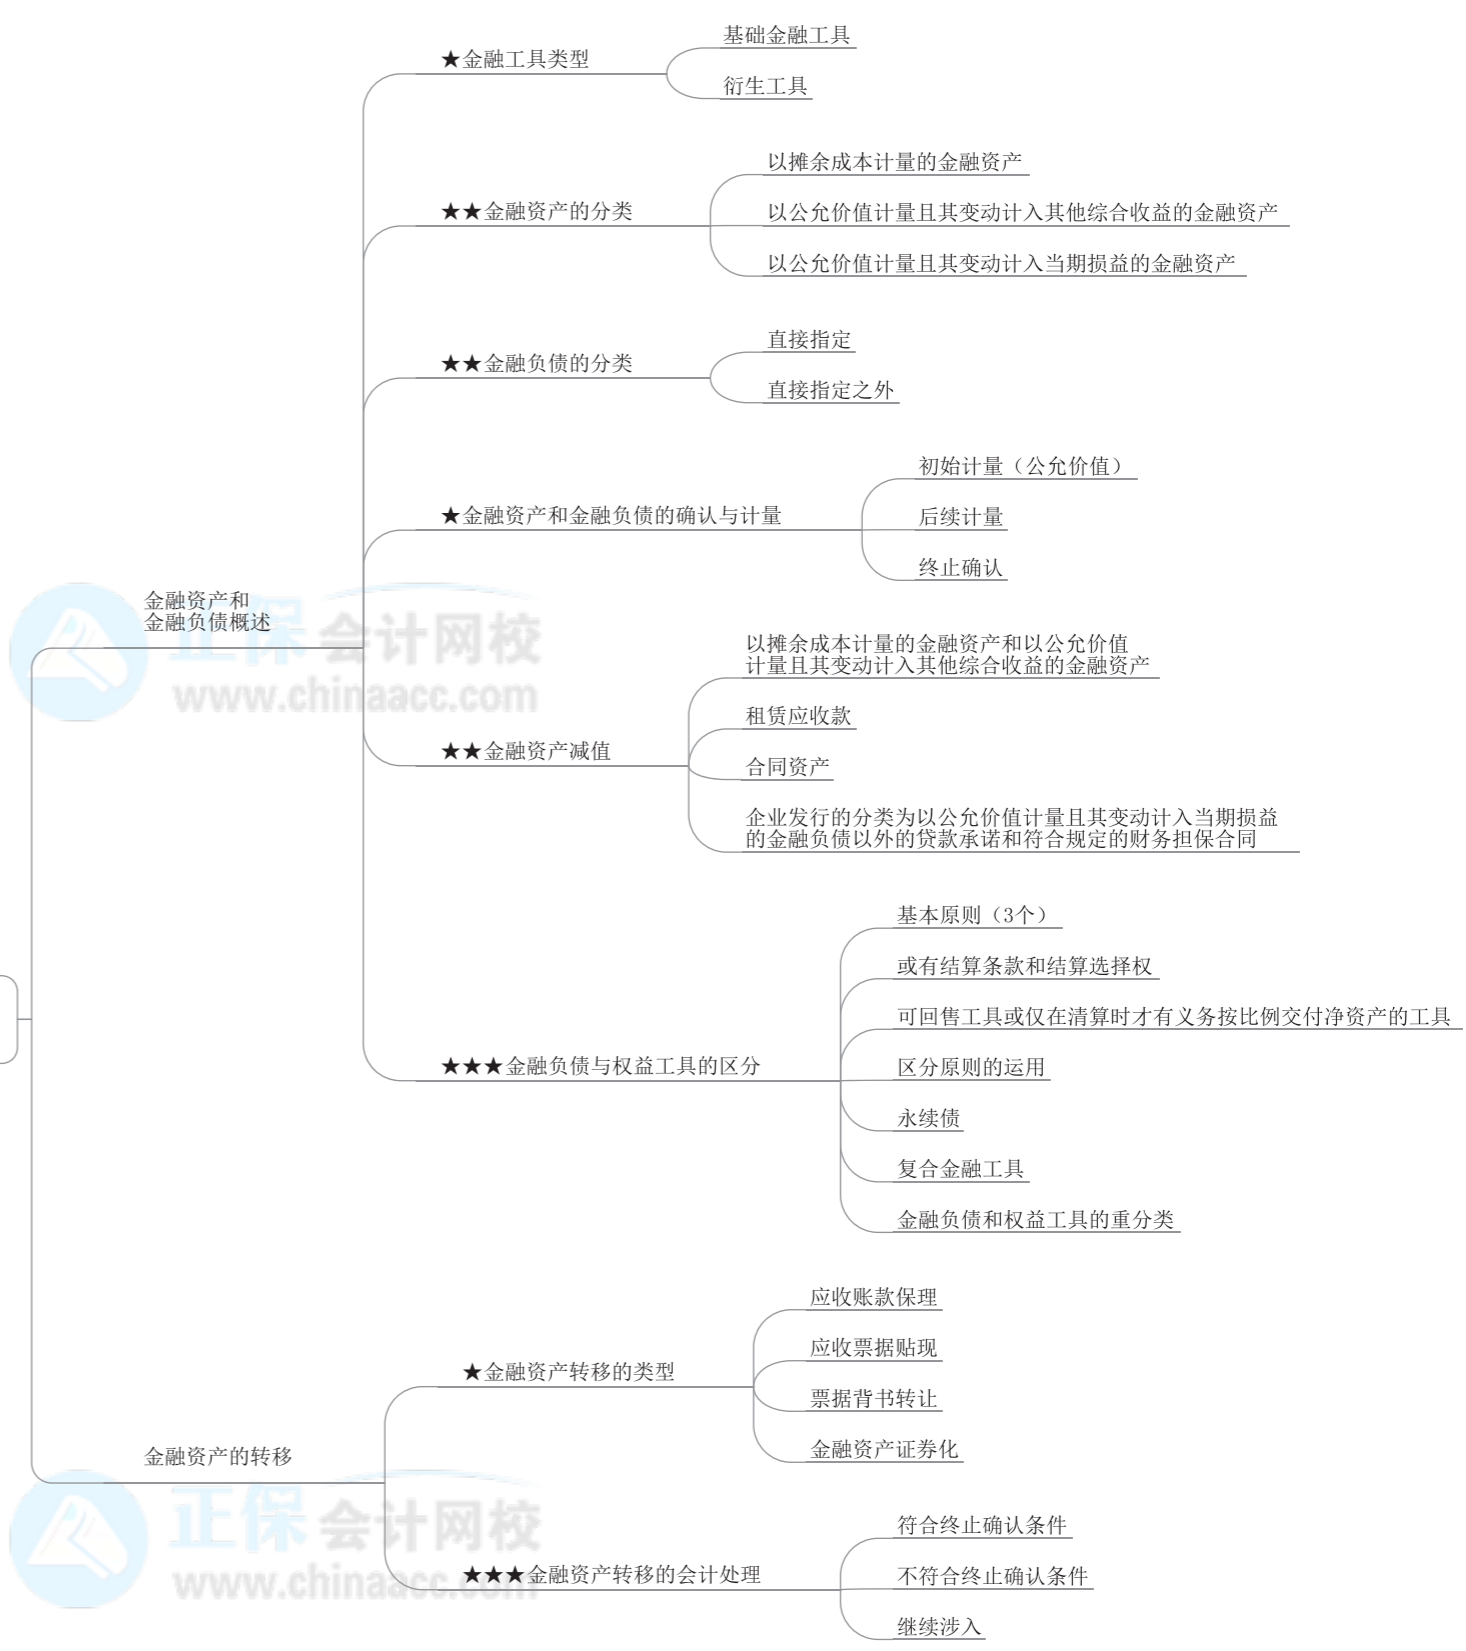 ★金融工具类型
基础金融工具
衍生工具
★★金融资产的分类
以摊余成本计量的金融资产
以公允价值计量且其变动计入其他综合收益的金融资产
以公允价值计量且其变动计入当期损益的金融资产
★★金融负债的分类
直接指定
直接指定之外
★金融资产和金融负债的确认与计量
初始计量（公允价值）
后续计量
终止确认
金融资产和
金融负债概述
正保会计网校
www.chinaacc.com
★★金融资产减值
以摊余成本计量的金融资产和以公允价值
计量且其变动计入其他综合收益的金融资产
租赁应收款
合同资产
企业发行的分类为以公允价值计量且其变动计入当期损益
的金融负债以外的贷款承诺和符合规定的财务担保合同
★★★金融负债与权益工具的区分
基本原则（3个）
或有结算条款和结算选择权
可回售工具或仅在清算时才有义务按比例交付净资产的工具
区分原则的运用
永续债
复合金融工具
金融负债和权益工具的重分类
金融资产的转移
★金融资产转移的类型
应收账款保理
应收票据贴现
票据背书转让
金融资产证券化
正保会计网校
www.chinaacc.com
★★★金融资产转移的会计处理
符合终止确认条件
不符合终止确认条件
继续涉入